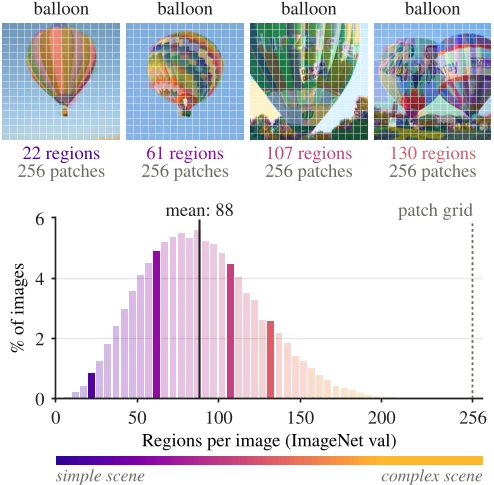 balloon balloon balloon balloon
22 regions 61 regions 107 regions 130 regions
256 patches 256 patches 256 patches 256 patches
mean: 88 patch grid
6
4
2
0
% of images
0 50 100 150 200 256
Regions per image (ImageNet val)
simple scene complex scene